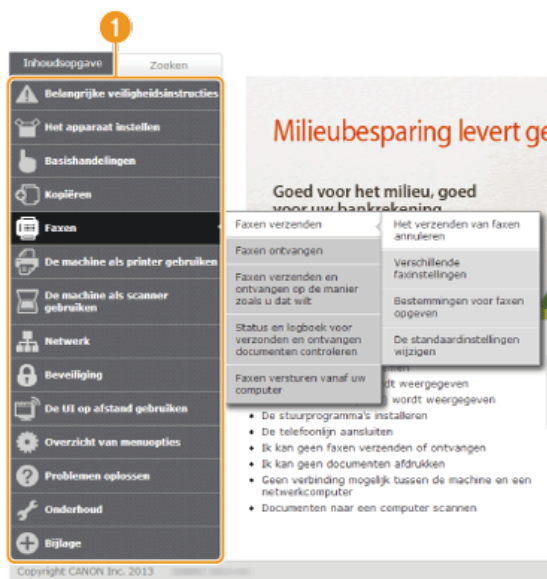 1
Inhoudsopgave
Zoeken
Belangrijke veiligheidsinstructies
Het apparaat instellen
Basishandelingen
Kopiëren
Faxen
De machine als printer gebruiken
De machine als scanner
gebruiken
Netwerk
Beveiliging
De UI op afstand gebruiken
Overzicht van menuopties
Problemen oplossen
Onderhoud
Bijlage
Milieubesparing levert ge
Goed voor het milieu, goed
voor uw bankrekening
Faxen verzenden
Faxen ontvangen
Faxen verzenden en
ontvangen op de manier
zoals u dat wilt
Status en logboek voor
verzonden en ontvangen
documenten controleren
Faxen versturen vanaf uw
computer
Het verzenden van faxen
annuleren
Verschillende
faxinstellingen
Bestemmingen voor faxen
opgeven
De standaardinstellingen
wijzigen
dt weergegeven
wordt weergegeven
• De stuurprogramma's installeren
• De telefoonlijn aansluiten
• Ik kan geen faxen verzenden of ontvangen
• Ik kan geen documenten afdrukken
• Geen verbinding mogelijk tussen de machine en een
netwerkcomputer
• Documenten naar een computer scannen
Copyright CANON Inc. 2013